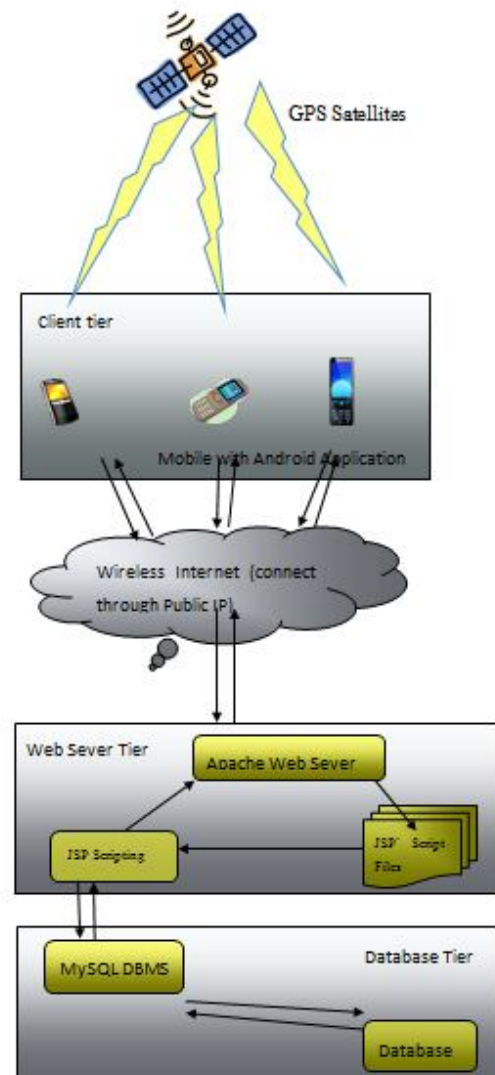 GPS Satellites
Client tier
Mobile with Android Application
Wireless Internet (connect
through Public IP)
Web Sever Tier
Apache Web Sever
JSP Scripting
JSP` Script
Files
MySQL DBMS
Database Tier
Database